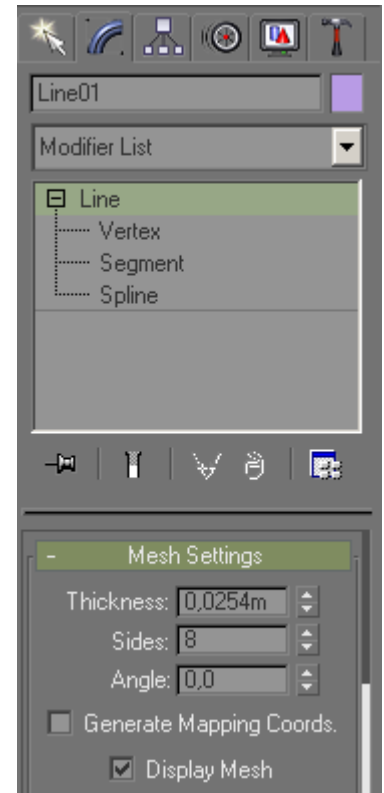 Line01
Modifier List
Line
Vertex
Segment
Spline
- Mesh Settings
Thickness: 0,0254m
Sides: 8
Angle: 0,0
Generate Mapping Coords.
Display Mesh